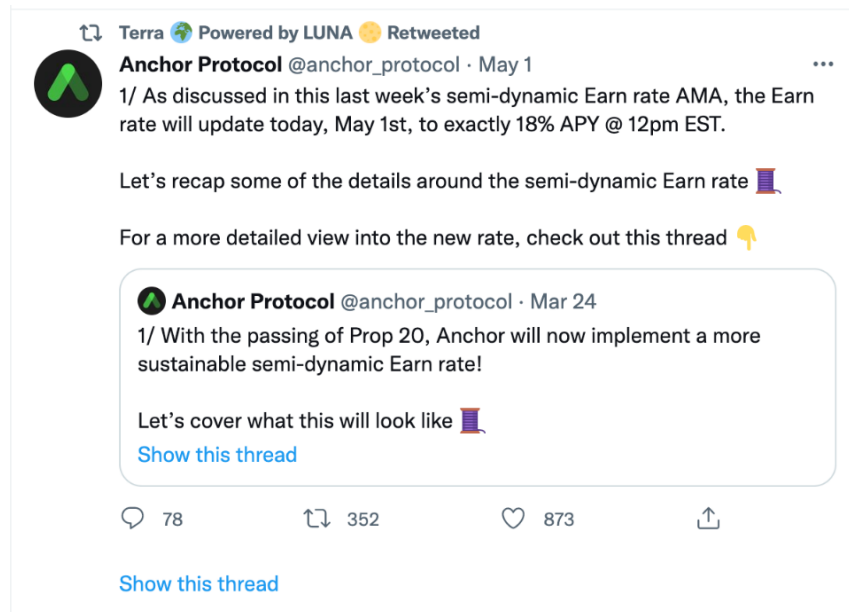 Terra 🌍 Powered by LUNA 🌕 Retweeted
Anchor Protocol @anchor_protocol · May 1
1/ As discussed in this last week’s semi-dynamic Earn rate AMA, the Earn
rate will update today, May 1st, to exactly 18% APY @ 12pm EST.
Let’s recap some of the details around the semi-dynamic Earn rate 🧵
For a more detailed view into the new rate, check out this thread 👇
Anchor Protocol @anchor_protocol · Mar 24
1/ With the passing of Prop 20, Anchor will now implement a more
sustainable semi-dynamic Earn rate!
Let’s cover what this will look like 🧵
Show this thread
78 352 873
Show this thread